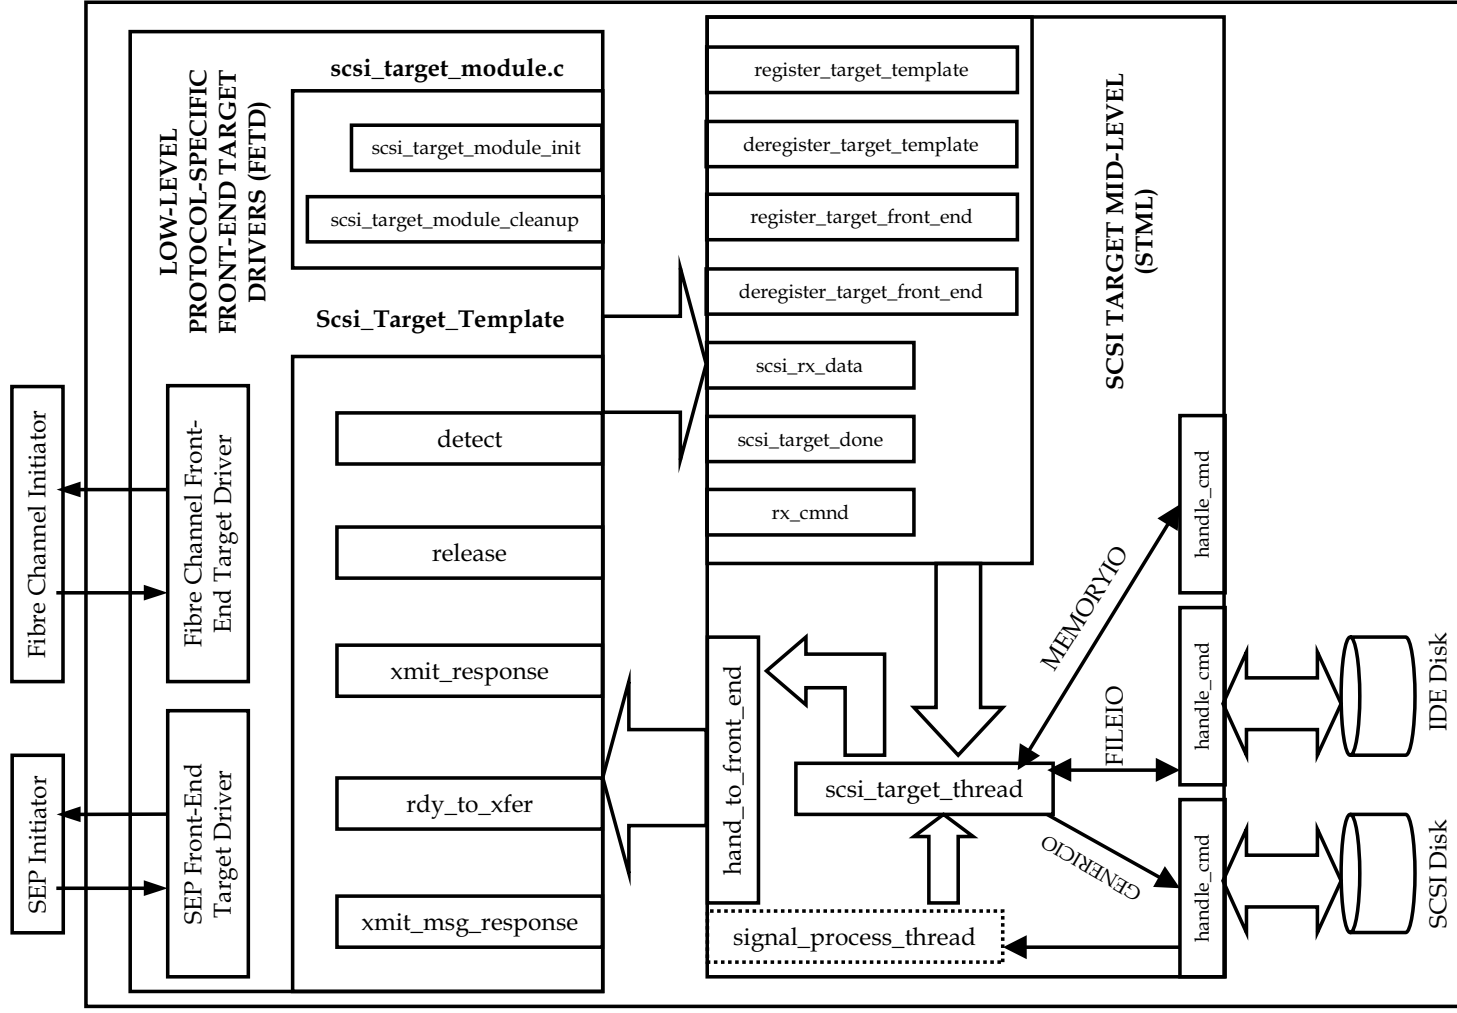 Fibre Channel Initiator
SEP Initiator
LOW-LEVEL
PROTOCOL-SPECIFIC
FRONT-END TARGET
DRIVERS (FETD)
Fibre Channel Front-
End Target Driver
SEP Front-End
Target Driver
scsi_target_module.c
scsi_target_module_init
scsi_target_module_cleanup
Scsi_Target_Template
detect
release
xmit_response
rdy_to_xfer
xmit_msg_response
register_target_template
deregister_target_template
register_target_front_end
deregister_target_front_end
scsi_rx_data
scsi_target_done
rx_cmnd
SCSI TARGET MID-LEVEL
(STML)
hand_to_front_end
scsi_target_thread
signal_process_thread
MEMORYIO
FILEIO
GENERICIO
handle_cmd
handle_cmd
handle_cmd
IDE Disk
SCSI Disk